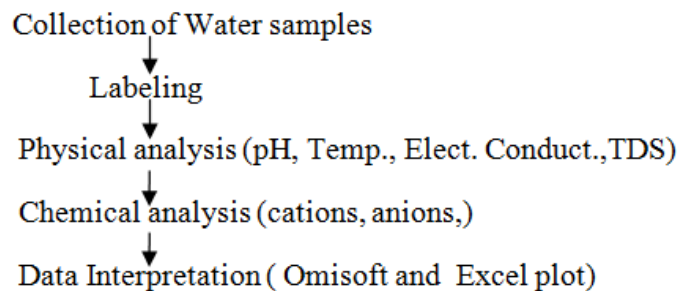 Collection of Water samples
Labeling
Physical analysis (pH, Temp., Elect. Conduct.,TDS)
Chemical analysis (cations, anions,)
Data Interpretation ( Omisoft and Excel plot)